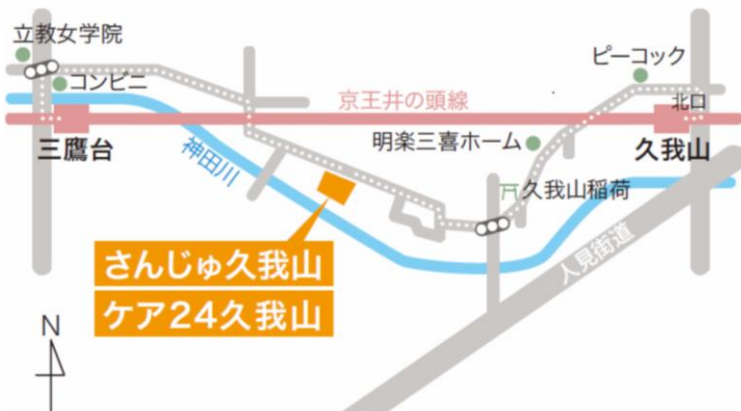 立教女学院
コンビニ
ピーコック
京王井の頭線
北口
三鷹台
明楽三喜ホーム
久我山
神田川
久我山稲荷
さんじゅ久我山
ケア24久我山
人見街道
N